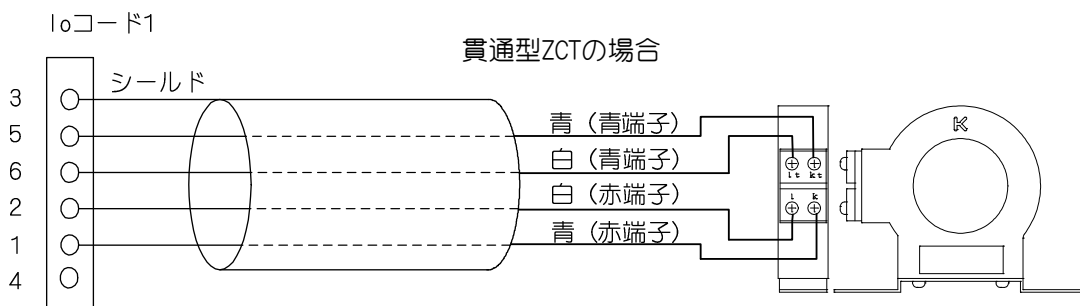 Ioコード1
貫通型ZCTの場合
シールド
3
5
6
2
1
4
青（青端子）
白（青端子）
白（赤端子）
青（赤端子）
lt kt
l k
K